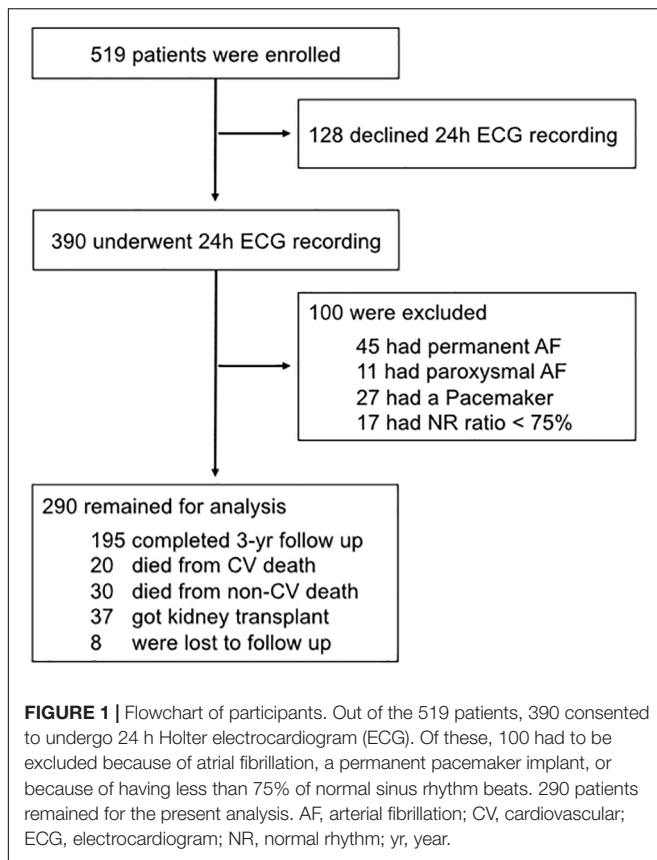 519 patients were enrolled
128 declined 24h ECG recording
390 underwent 24h ECG recording
100 were excluded
45 had permanent AF
11 had paroxysmal AF
27 had a Pacemaker
17 had NR ratio < 75%
290 remained for analysis
195 completed 3-yr follow up
20 died from CV death
30 died from non-CV death
37 got kidney transplant
8 were lost to follow up
FIGURE 1 | Flowchart of participants. Out of the 519 patients, 390 consented
to undergo 24 h Holter electrocardiogram (ECG). Of these, 100 had to be
excluded because of atrial fibrillation, a permanent pacemaker implant, or
because of having less than 75% of normal sinus rhythm beats. 290 patients
remained for the present analysis. AF, arterial fibrillation; CV, cardiovascular;
ECG, electrocardiogram; NR, normal rhythm; yr, year.